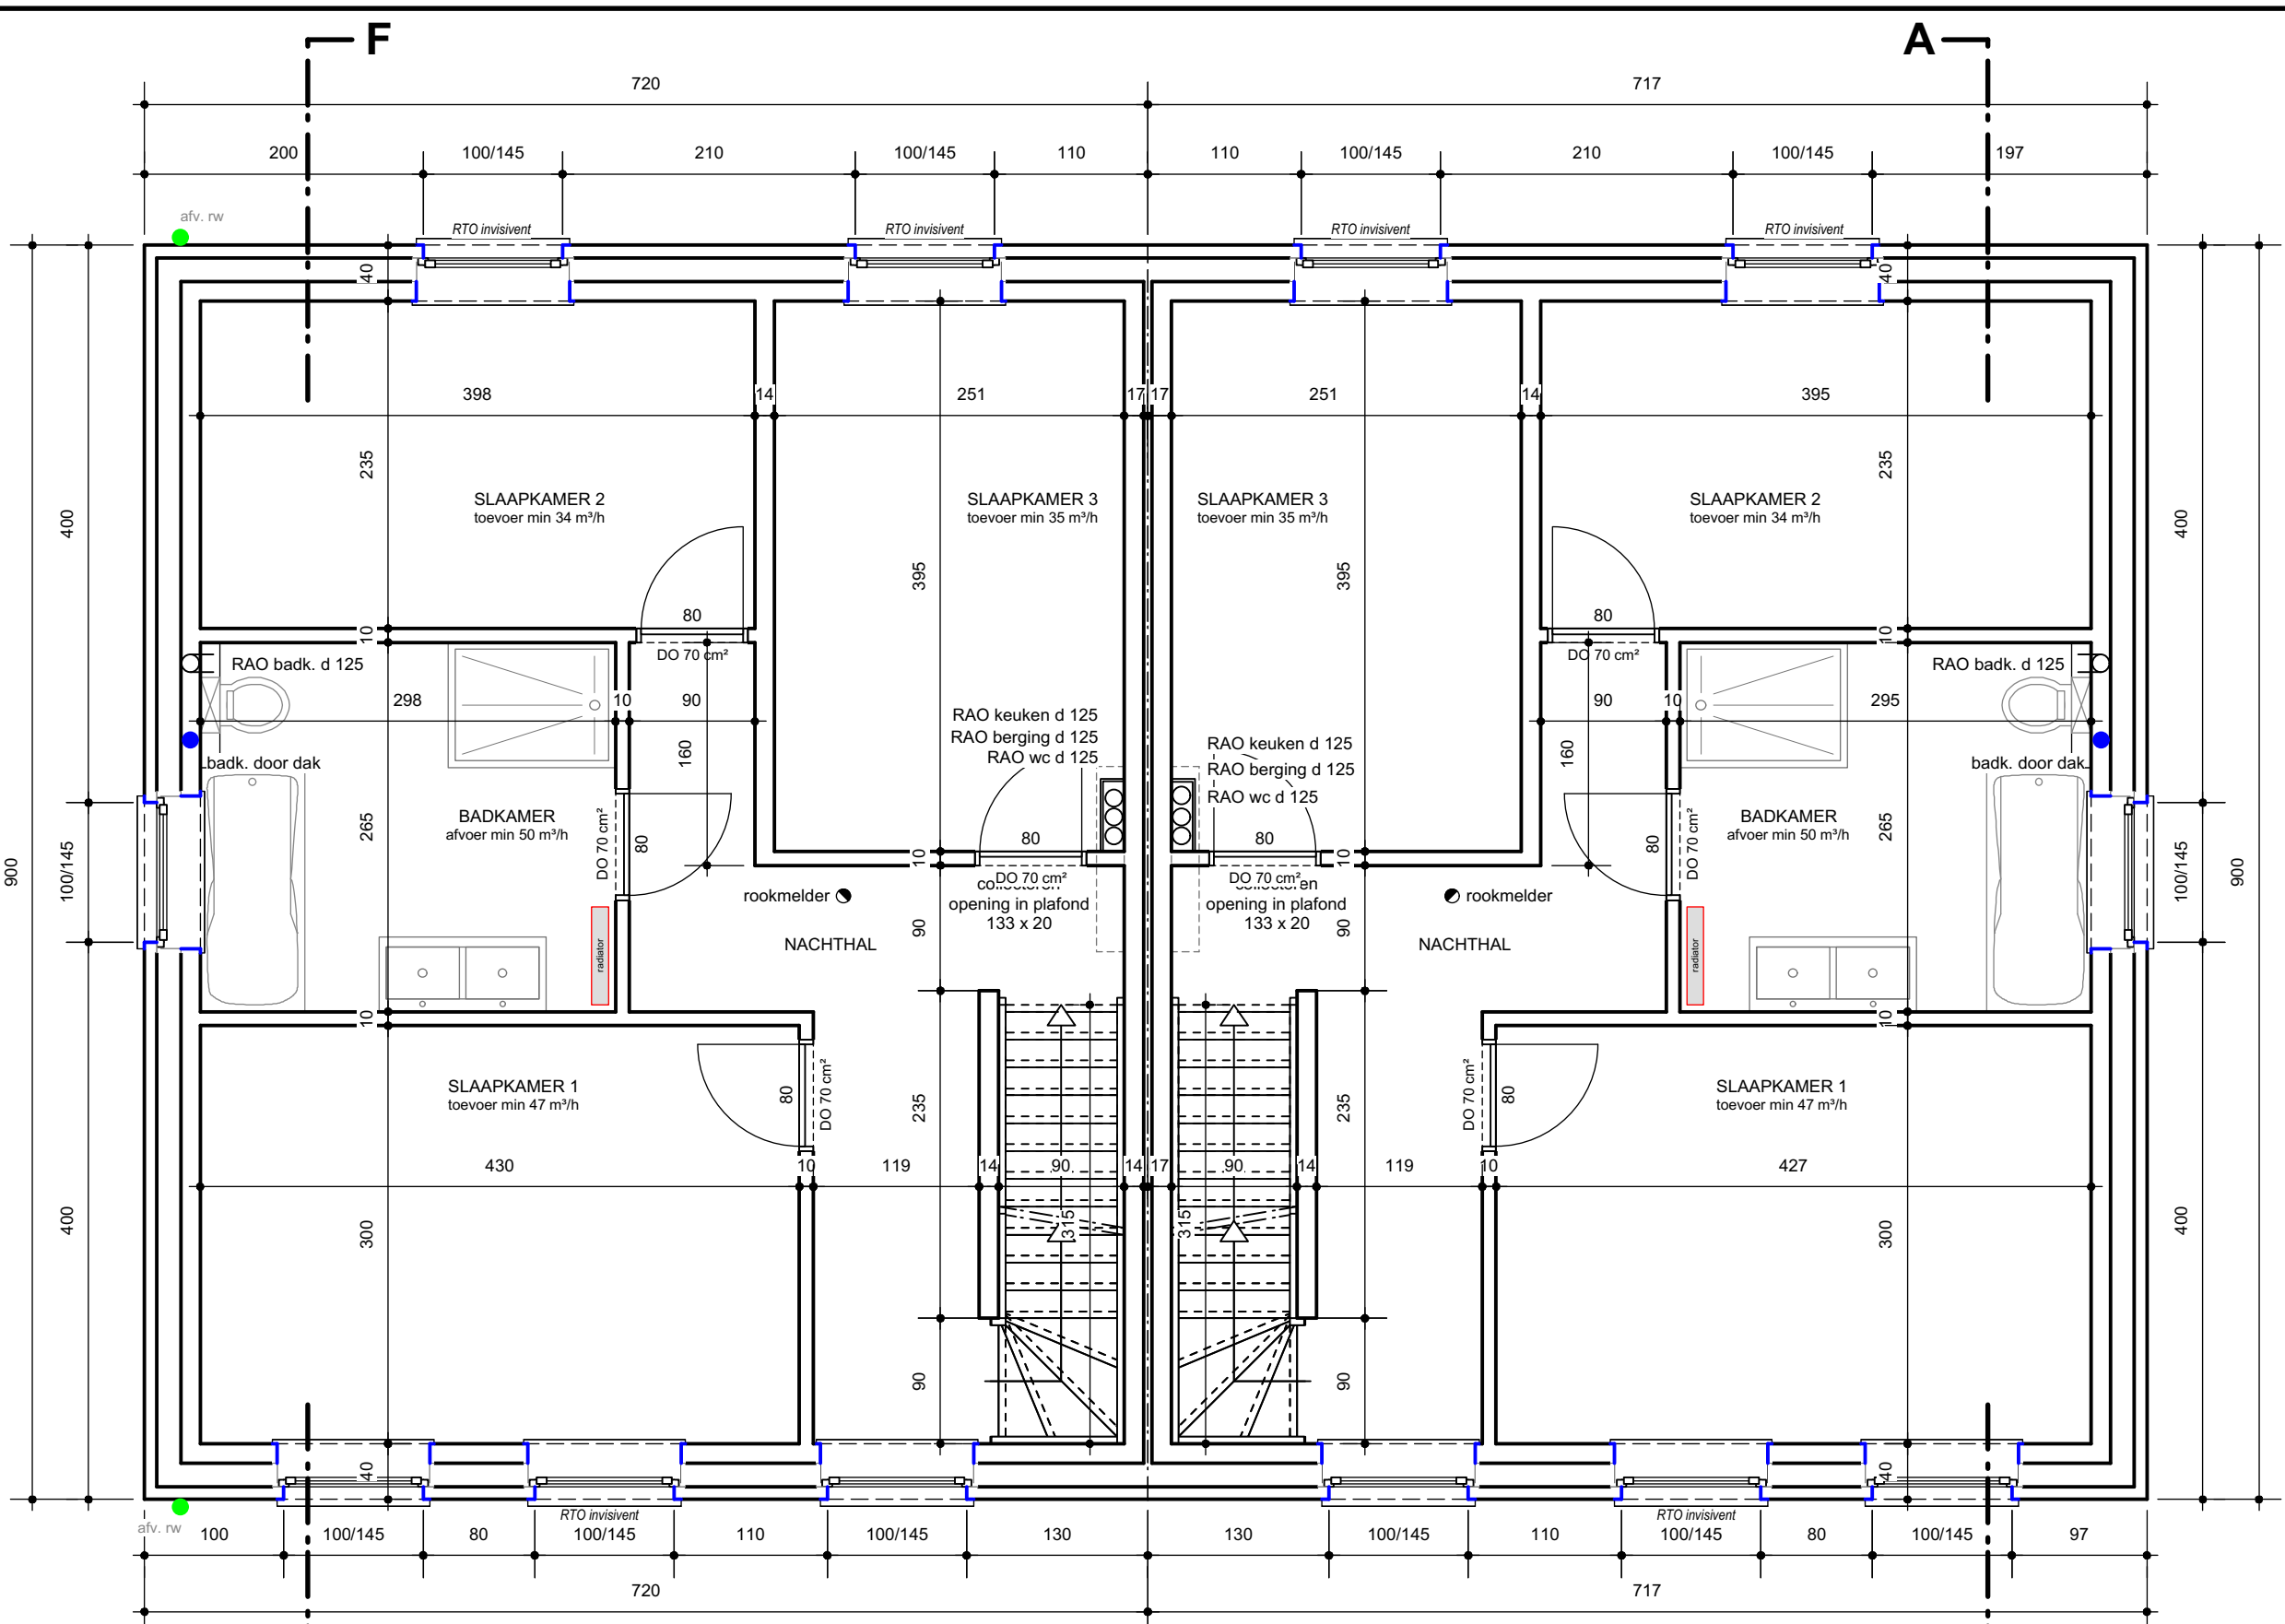 F
A
720
717
200
100/145
210
100/145
110
110
100/145
210
100/145
197
afv. rw
RTO invisivent
RTO invisivent
RTO invisivent
RTO invisivent
40
40
398
14
251
17
17
251
14
395
235
235
SLAAPKAMER 2
toevoer min 34 m³/h
SLAAPKAMER 3
toevoer min 35 m³/h
SLAAPKAMER 3
toevoer min 35 m³/h
SLAAPKAMER 2
toevoer min 34 m³/h
400
400
395
395
80
80
10
10
DO 70 cm²
DO 70 cm²
RAO badk. d 125
RAO badk. d 125
298
10
90
90
10
295
160
160
RAO keuken d 125
RAO berging d 125
RAO wc d 125
RAO keuken d 125
RAO berging d 125
RAO wc d 125
badk. door dak
badk. door dak
BADKAMER
afvoer min 50 m³/h
BADKAMER
afvoer min 50 m³/h
265
265
80
DO 70 cm²
80
DO 70 cm²
80
80
900
100/145
100/145
900
10
10
DO 70 cm²
DO 70 cm²
collectoren
opening in plafond
133 x 20
collectoren
opening in plafond
133 x 20
rookmelder
rookmelder
90
90
NACHTHAL
NACHTHAL
radiator
radiator
10
10
SLAAPKAMER 1
toevoer min 47 m³/h
SLAAPKAMER 1
toevoer min 47 m³/h
80
DO 70 cm²
DO 70 cm²
80
235
235
430
10
119
14
90
14
17
90
14
119
10
427
400
300
315
315
300
400
90
90
40
40
afv. rw
RTO invisivent
RTO invisivent
100
100/145
80
100/145
110
100/145
130
130
100/145
110
100/145
80
100/145
97
720
717